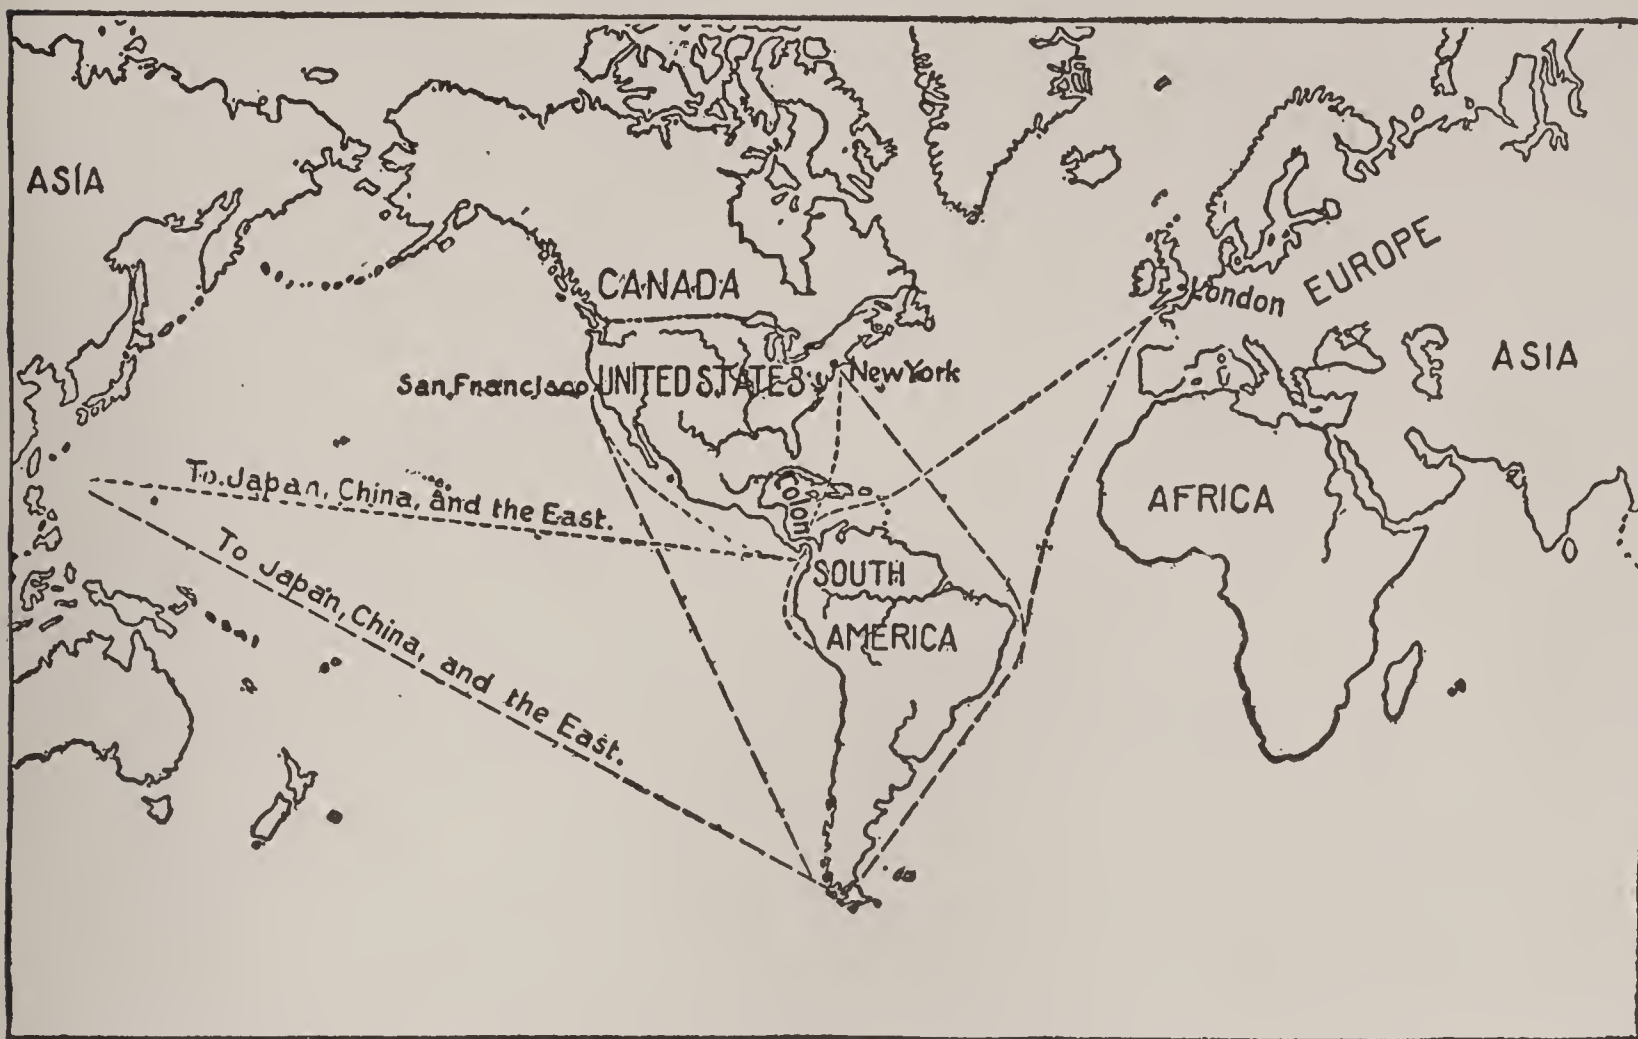 ASIA
CANADA
London
EUROPE
ASIA
San Francisco
UNITED STATES
New York
To Japan, China, and the East.
Colon
AFRICA
To Japan, China, and the East.
SOUTH
AMERICA